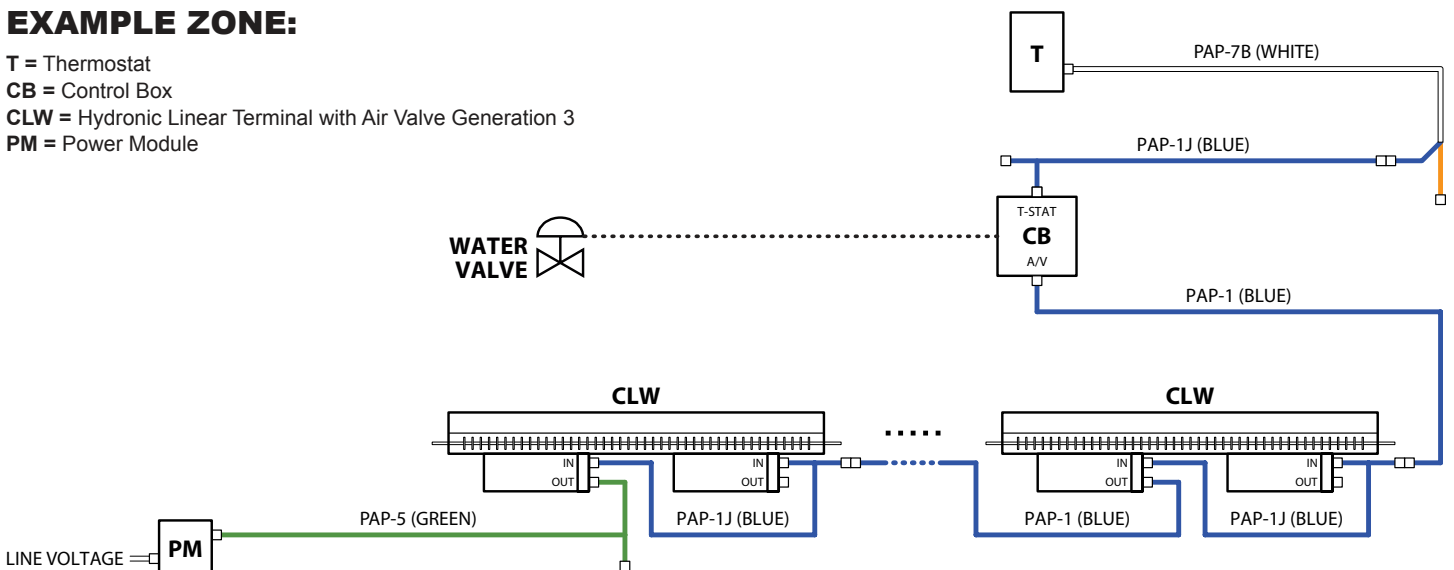 EXAMPLE ZONE:
T = Thermostat
CB = Control Box
CLW = Hydronic Linear Terminal with Air Valve Generation 3
PM = Power Module
T
PAP-7B (WHITE)
PAP-1J (BLUE)
T-STAT
CB
A/V
WATER
VALVE
PAP-1 (BLUE)
CLW
CLW
IN
OUT
IN
OUT
IN
OUT
IN
OUT
PAP-5 (GREEN)
PAP-1J (BLUE)
PAP-1 (BLUE)
PAP-1J (BLUE)
LINE VOLTAGE
PM